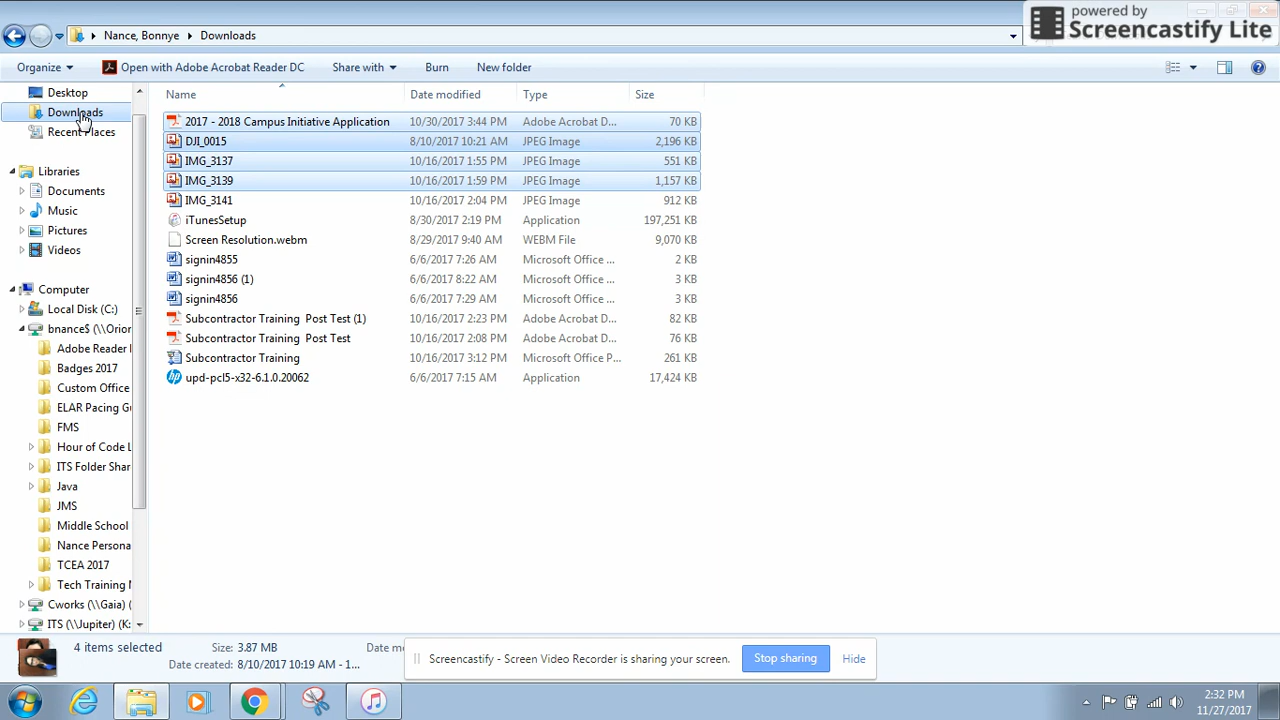 powered by
Screencastify Lite
Nance, Bonnye
Downloads
Organize
Open with Adobe Acrobat Reader DC
Share with
Burn
New folder
Desktop
Downloads
Recent Places
Libraries
Documents
Music
Pictures
Videos
Computer
Local Disk (C:)
bnance$ (\\Orion
Adobe Reader
Badges 2017
Custom Office
ELAR Pacing Gu
FMS
Hour of Code L
ITS Folder Shar
Java
JMS
Middle School
Nance Persona
TCEA 2017
Tech Training
Cworks (\\Gaia) (
ITS (\\Jupiter) (K:
Name Date modified Type Size
2017 - 2018 Campus Initiative Application 10/30/2017 3:44 PM Adobe Acrobat D... 70 KB
DJI_0015 8/10/2017 10:21 AM JPEG Image 2,196 KB
IMG_3137 10/16/2017 1:55 PM JPEG Image 551 KB
IMG_3139 10/16/2017 1:59 PM JPEG Image 1,157 KB
IMG_3141 10/16/2017 2:04 PM JPEG Image 912 KB
iTunesSetup 8/30/2017 2:19 PM Application 197,251 KB
Screen Resolution.webm 8/29/2017 9:40 AM WEBM File 9,070 KB
signin4855 6/6/2017 7:26 AM Microsoft Office ... 2 KB
signin4856 (1) 6/6/2017 8:22 AM Microsoft Office ... 3 KB
signin4856 6/6/2017 7:29 AM Microsoft Office ... 3 KB
Subcontractor Training Post Test (1) 10/16/2017 2:23 PM Adobe Acrobat D... 82 KB
Subcontractor Training Post Test 10/16/2017 2:08 PM Adobe Acrobat D... 76 KB
Subcontractor Training 10/16/2017 3:12 PM Microsoft Office P... 261 KB
upd-pcl5-x32-6.1.0.20062 6/6/2017 7:15 AM Application 17,424 KB
4 items selected
Size: 3.87 MB
Date mo
Date created: 8/10/2017 10:19 AM - 1...
Screencastify - Screen Video Recorder is sharing your screen.
Stop sharing
Hide
2:32 PM
11/27/2017